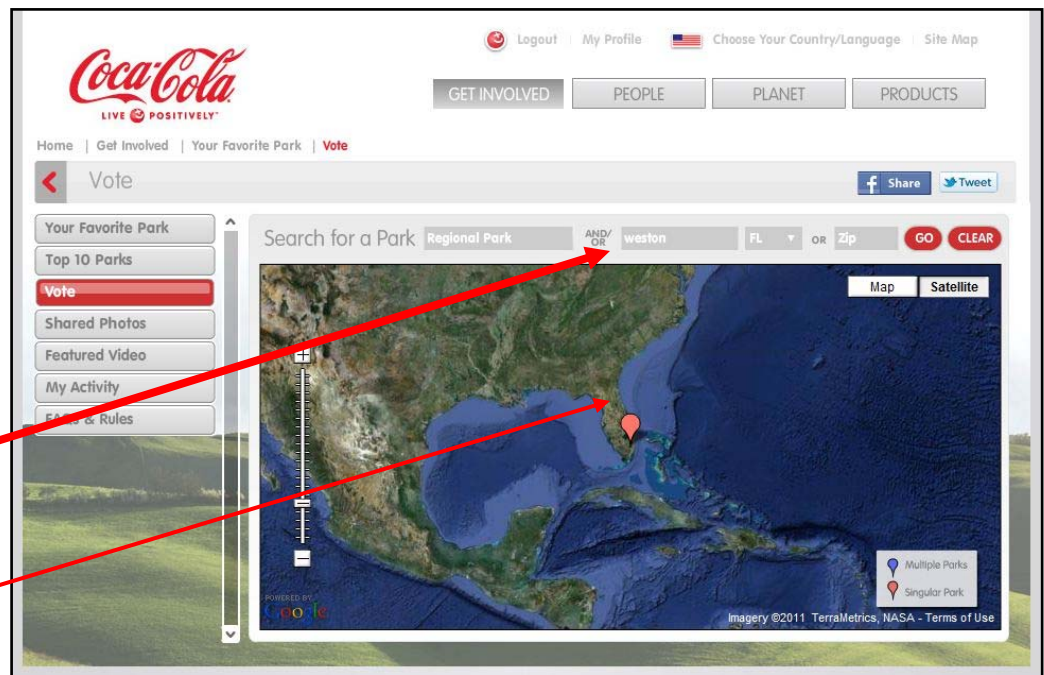 Logout | My Profile Choose Your Country/Language | Site Map
Coca-Cola
LIVE POSITIVELY™
GET INVOLVED PEOPLE PLANET PRODUCTS
Home | Get Involved | Your Favorite Park | Vote
Vote
f Share Tweet
Your Favorite Park
Top 10 Parks
Vote
Shared Photos
Featured Video
My Activity
FAQs & Rules
Search for a Park Regional Park AND/OR weston FL OR Zip GO CLEAR
Map Satellite
Multiple Parks
Singular Park
POWERED BY
Google
Imagery ©2011 TerraMetrics, NASA - Terms of Use